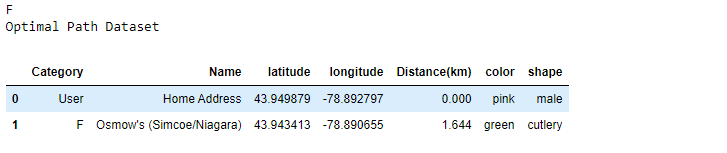 F
Optimal Path Dataset
Category Name latitude longitude Distance(km) color shape
0 User Home Address 43.949879 -78.892797 0.000 pink male
1 F Osmow's (Simcoe/Niagara) 43.943413 -78.890655 1.644 green cutlery